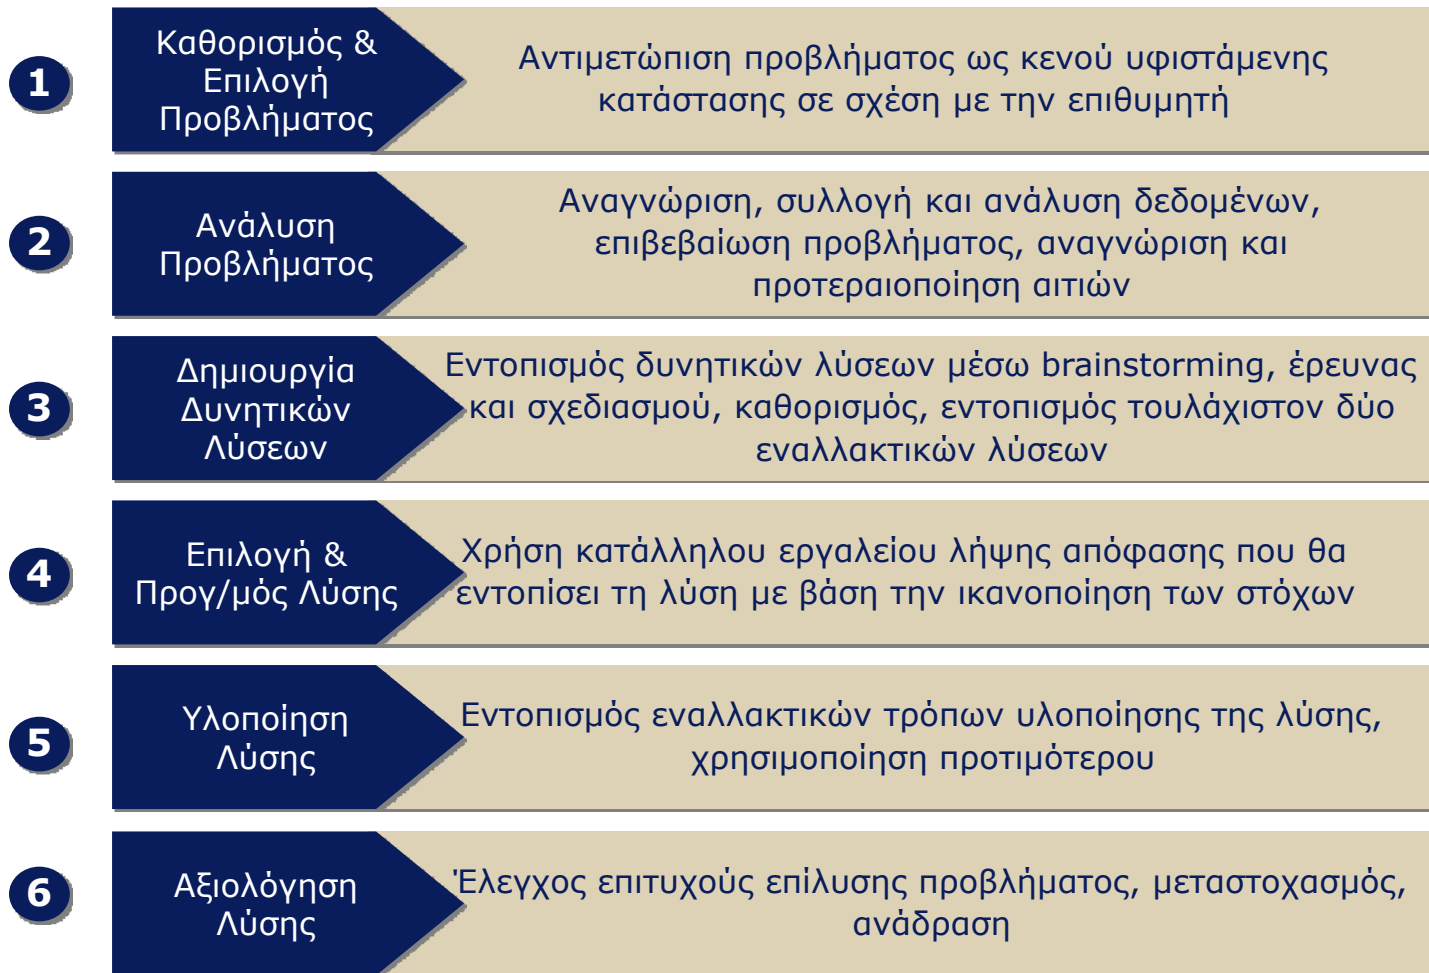 1
Καθορισμός &
Επιλογή
Προβλήματος
Αντιμετώπιση προβλήματος ως κενού υφιστάμενης
κατάστασης σε σχέση με την επιθυμητή
2
Ανάλυση
Προβλήματος
Αναγνώριση, συλλογή και ανάλυση δεδομένων,
επιβεβαίωση προβλήματος, αναγνώριση και
προτεραιοποίηση αιτιών
3
Δημιουργία
Δυνητικών
Λύσεων
Εντοπισμός δυνητικών λύσεων μέσω brainstorming, έρευνας
και σχεδιασμού, καθορισμός, εντοπισμός τουλάχιστον δύο
εναλλακτικών λύσεων
4
Επιλογή &
Προγ/μός Λύσης
Χρήση κατάλληλου εργαλείου λήψης απόφασης που θα
εντοπίσει τη λύση με βάση την ικανοποίηση των στόχων
5
Υλοποίηση
Λύσης
Εντοπισμός εναλλακτικών τρόπων υλοποίησης της λύσης,
χρησιμοποίηση προτιμότερου
6
Αξιολόγηση
Λύσης
Έλεγχος επιτυχούς επίλυσης προβλήματος, μεταστοχασμός,
ανάδραση